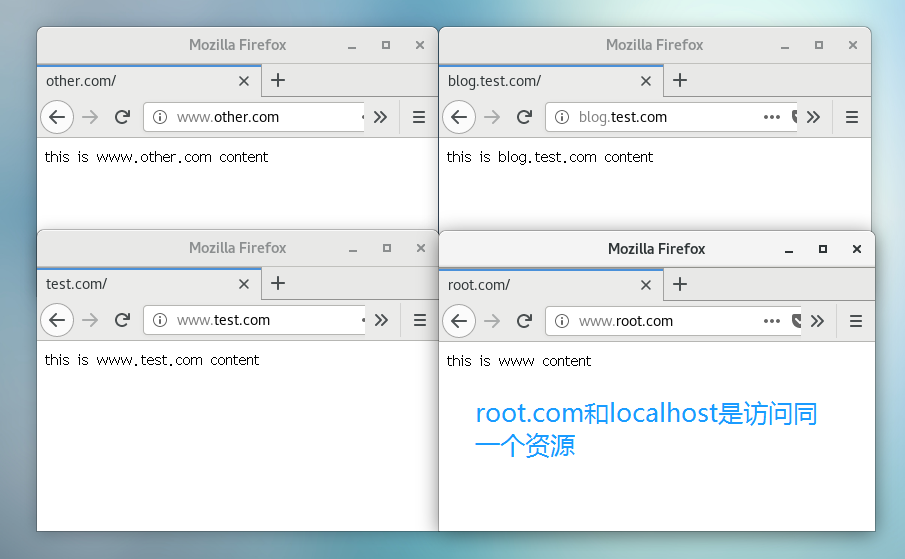 Mozilla Firefox
other.com/
www.other.com
this is www.other.com content
Mozilla Firefox
blog.test.com/
blog.test.com
this is blog.test.com content
Mozilla Firefox
test.com/
www.test.com
this is www.test.com content
Mozilla Firefox
root.com/
www.root.com
this is www content
root.com和localhost是访问同
一个资源